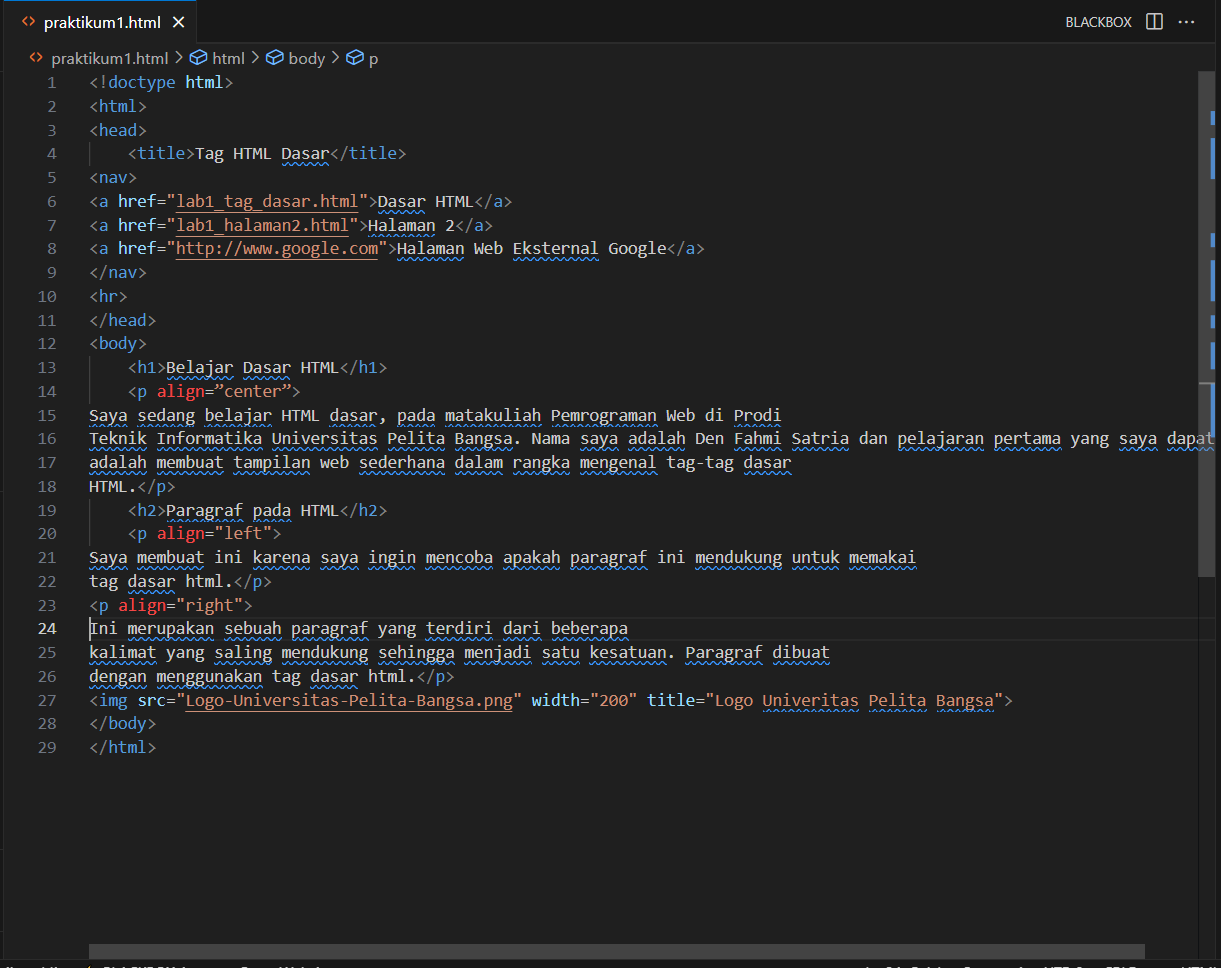 praktikum1.html
BLACKBOX
praktikum1.html > html > body > p
1 <!doctype html>
2 <html>
3 <head>
4     <title>Tag HTML Dasar</title>
5 <nav>
6 <a href="lab1_tag_dasar.html">Dasar HTML</a>
7 <a href="lab1_halaman2.html">Halaman 2</a>
8 <a href="http://www.google.com">Halaman Web Eksternal Google</a>
9 </nav>
10 <hr>
11 </head>
12 <body>
13     <h1>Belajar Dasar HTML</h1>
14     <p align=”center”>
15 Saya sedang belajar HTML dasar, pada matakuliah Pemrograman Web di Prodi
16 Teknik Informatika Universitas Pelita Bangsa. Nama saya adalah Den Fahmi Satria dan pelajaran pertama yang saya dapat
17 adalah membuat tampilan web sederhana dalam rangka mengenal tag-tag dasar
18 HTML.</p>
19     <h2>Paragraf pada HTML</h2>
20     <p align="left">
21 Saya membuat ini karena saya ingin mencoba apakah paragraf ini mendukung untuk memakai
22 tag dasar html.</p>
23 <p align="right">
24 Ini merupakan sebuah paragraf yang terdiri dari beberapa
25 kalimat yang saling mendukung sehingga menjadi satu kesatuan. Paragraf dibuat
26 dengan menggunakan tag dasar html.</p>
27 <img src="Logo-Universitas-Pelita-Bangsa.png" width="200" title="Logo Univeritas Pelita Bangsa">
28 </body>
29 </html>